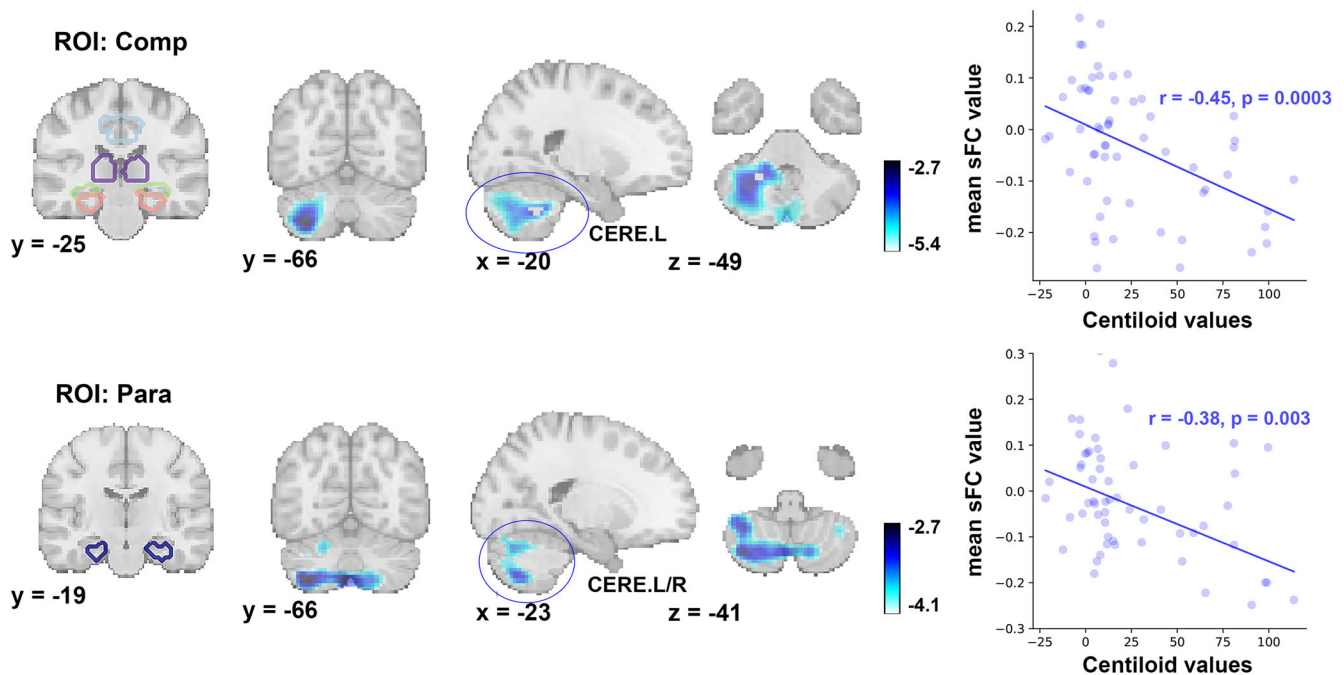 ROI: Comp
y = -25
y = -66
x = -20
CERE.L
z = -49
-2.7
-5.4
mean sFC value
0.2
0.1
0.0
−0.1
−0.2
r = -0.45, p = 0.0003
−25 0 25 50 75 100
Centiloid values
ROI: Para
y = -19
y = -66
x = -23
CERE.L/R
z = -41
-2.7
-4.1
mean sFC value
0.3
0.2
0.1
0.0
−0.1
−0.2
−0.3
r = -0.38, p = 0.003
−25 0 25 50 75 100
Centiloid values